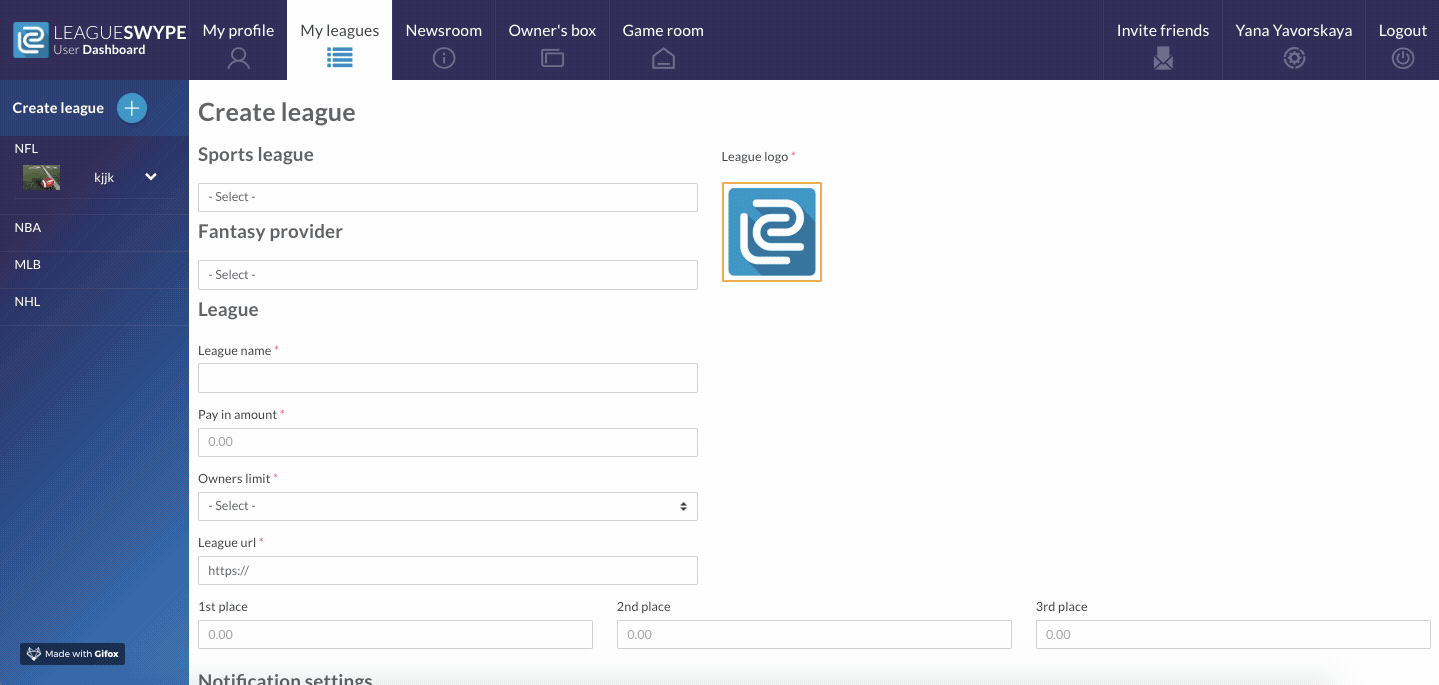 LEAGUESWYPE
User Dashboard
My profile
My leagues
Newsroom
Owner's box
Game room
Invite friends
Yana Yavorskaya
Logout
Create league
NFL
kjjk
NBA
MLB
NHL
Made with Gifox
Create league
Sports league
- Select -
Fantasy provider
- Select -
League
League name *
Pay in amount *
0.00
Owners limit *
- Select -
League url *
https://
League logo *
1st place
0.00
2nd place
0.00
3rd place
0.00
Notification settings